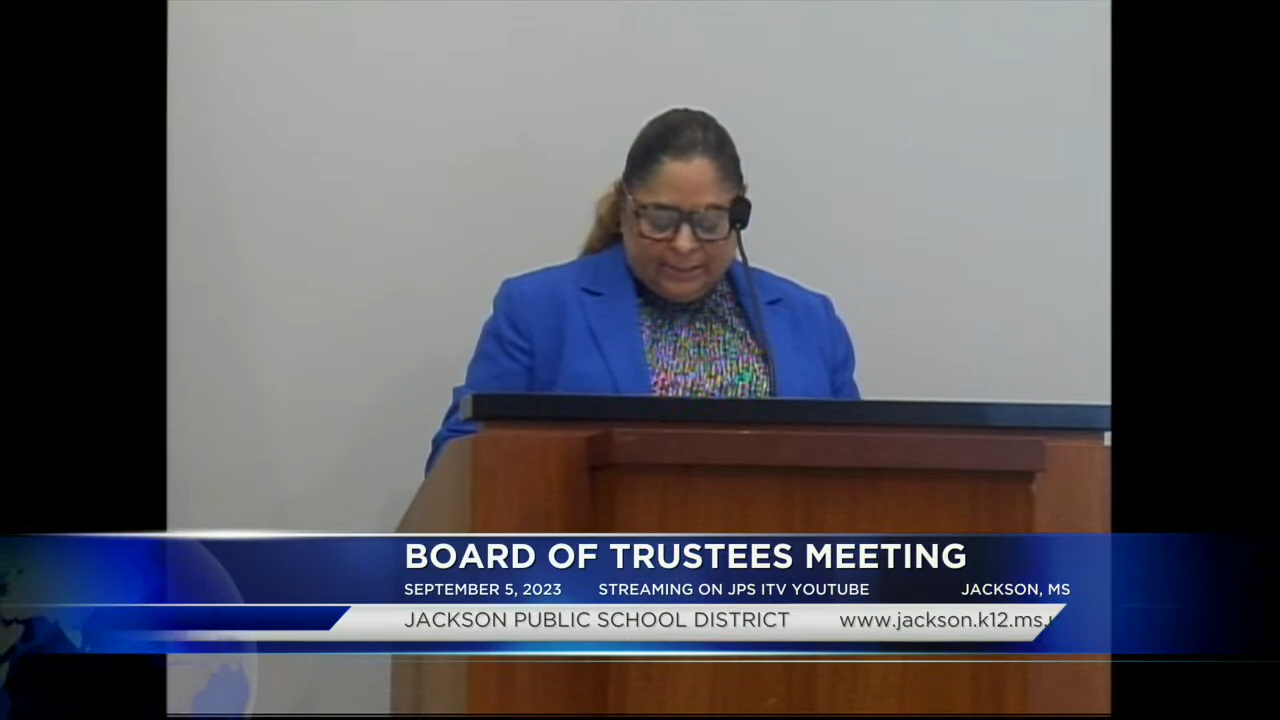 BOARD OF TRUSTEES MEETING
SEPTEMBER 5, 2023 STREAMING ON JPS ITV YOUTUBE JACKSON, MS
JACKSON PUBLIC SCHOOL DISTRICT www.jackson.k12.ms.